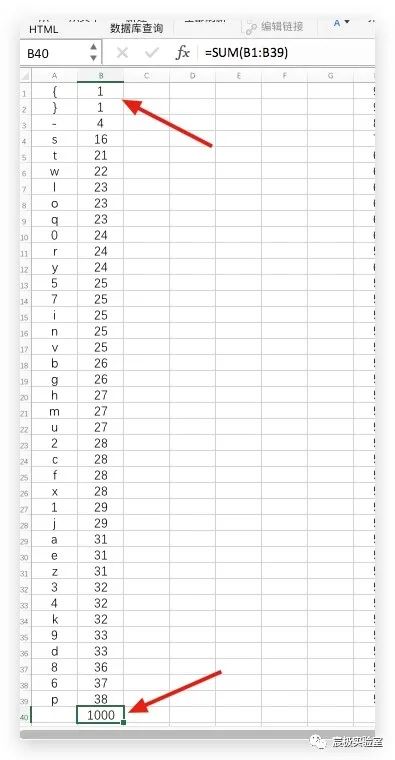 HTML
数据库查询
编辑链接
A
B40
fx
=SUM(B1:B39)
A B C D E F G
1 { 1
2 } 1
3 - 4
4 s 16
5 t 21
6 w 22
7 l 23
8 o 23
9 q 23
10 0 24
11 r 24
12 y 24
13 5 25
14 7 25
15 i 25
16 n 25
17 v 25
18 b 26
19 g 26
20 h 27
21 m 27
22 u 27
23 2 28
24 c 28
25 f 28
26 x 28
27 1 29
28 j 29
29 a 31
30 e 31
31 z 31
32 3 32
33 4 32
34 k 32
35 9 33
36 d 33
37 8 36
38 6 37
39 p 38
40 1000
宸极实验室